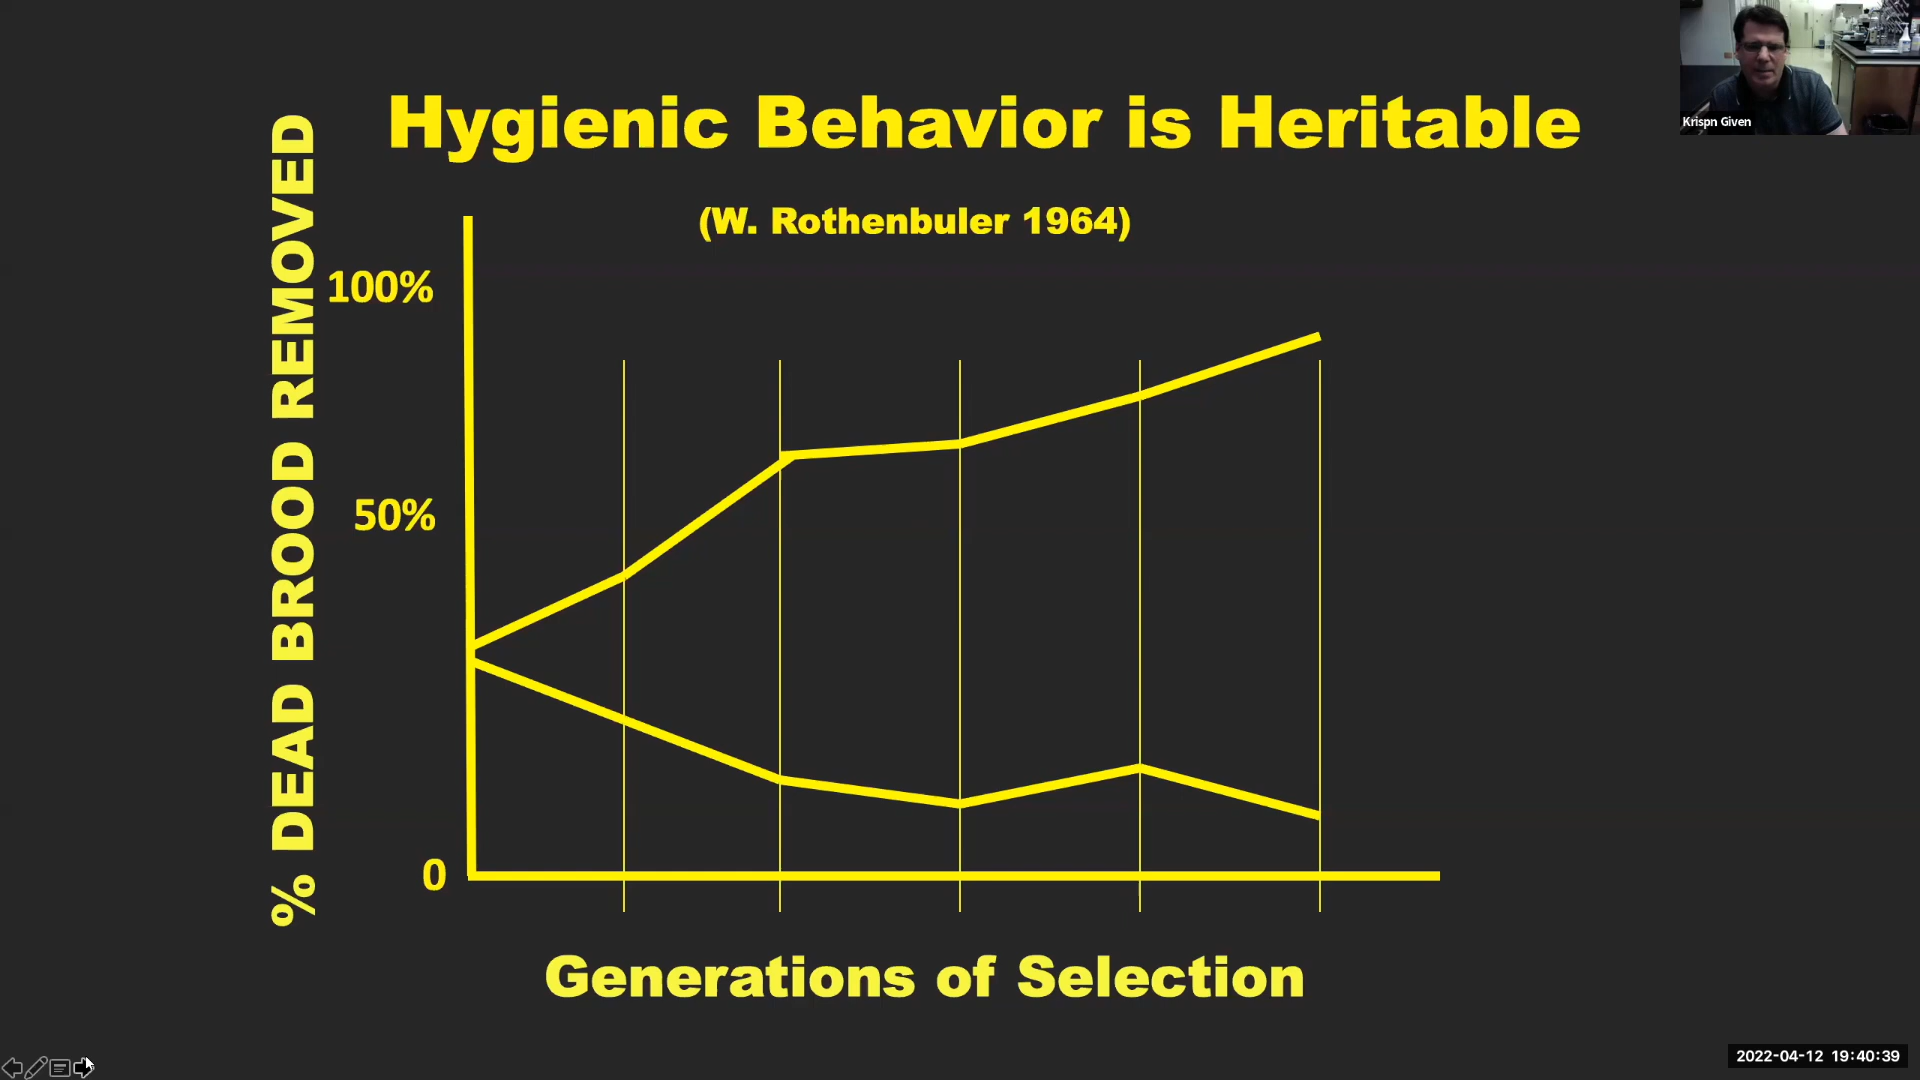 Hygienic Behavior is Heritable
Krispn Given
(W. Rothenbuler 1964)
% DEAD BROOD REMOVED
100%
50%
0
Generations of Selection
2022-04-12 19:40:39